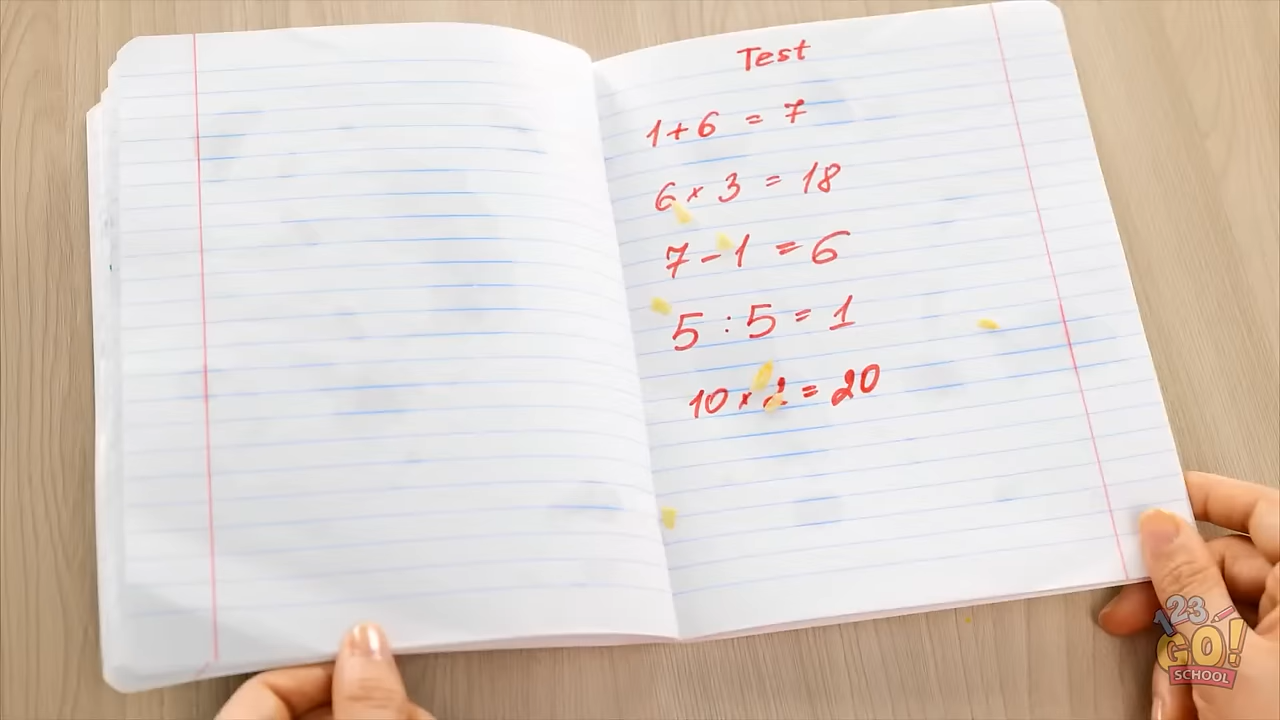 Test
1+6 = 7
6 × 3 = 18
7 - 1 = 6
5 : 5 = 1
10 × 2 = 20
123
GO!
SCHOOL